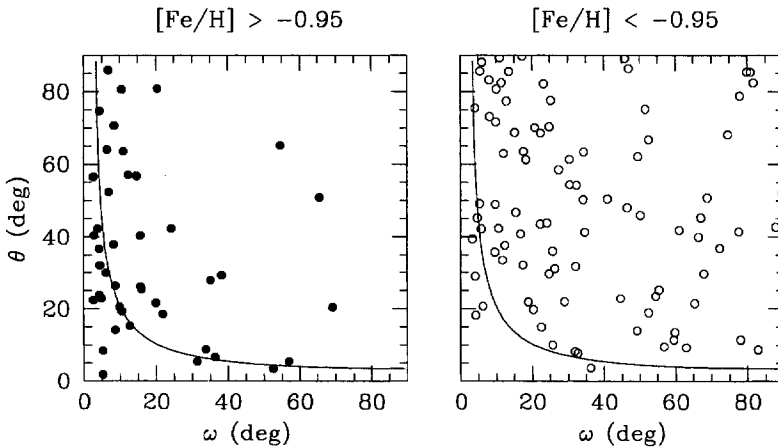 [Fe/H] > −0.95
[Fe/H] < −0.95
θ (deg)
80
60
40
20
0
0 20 40 60 80
0 20 40 60 80
ω (deg)
ω (deg)